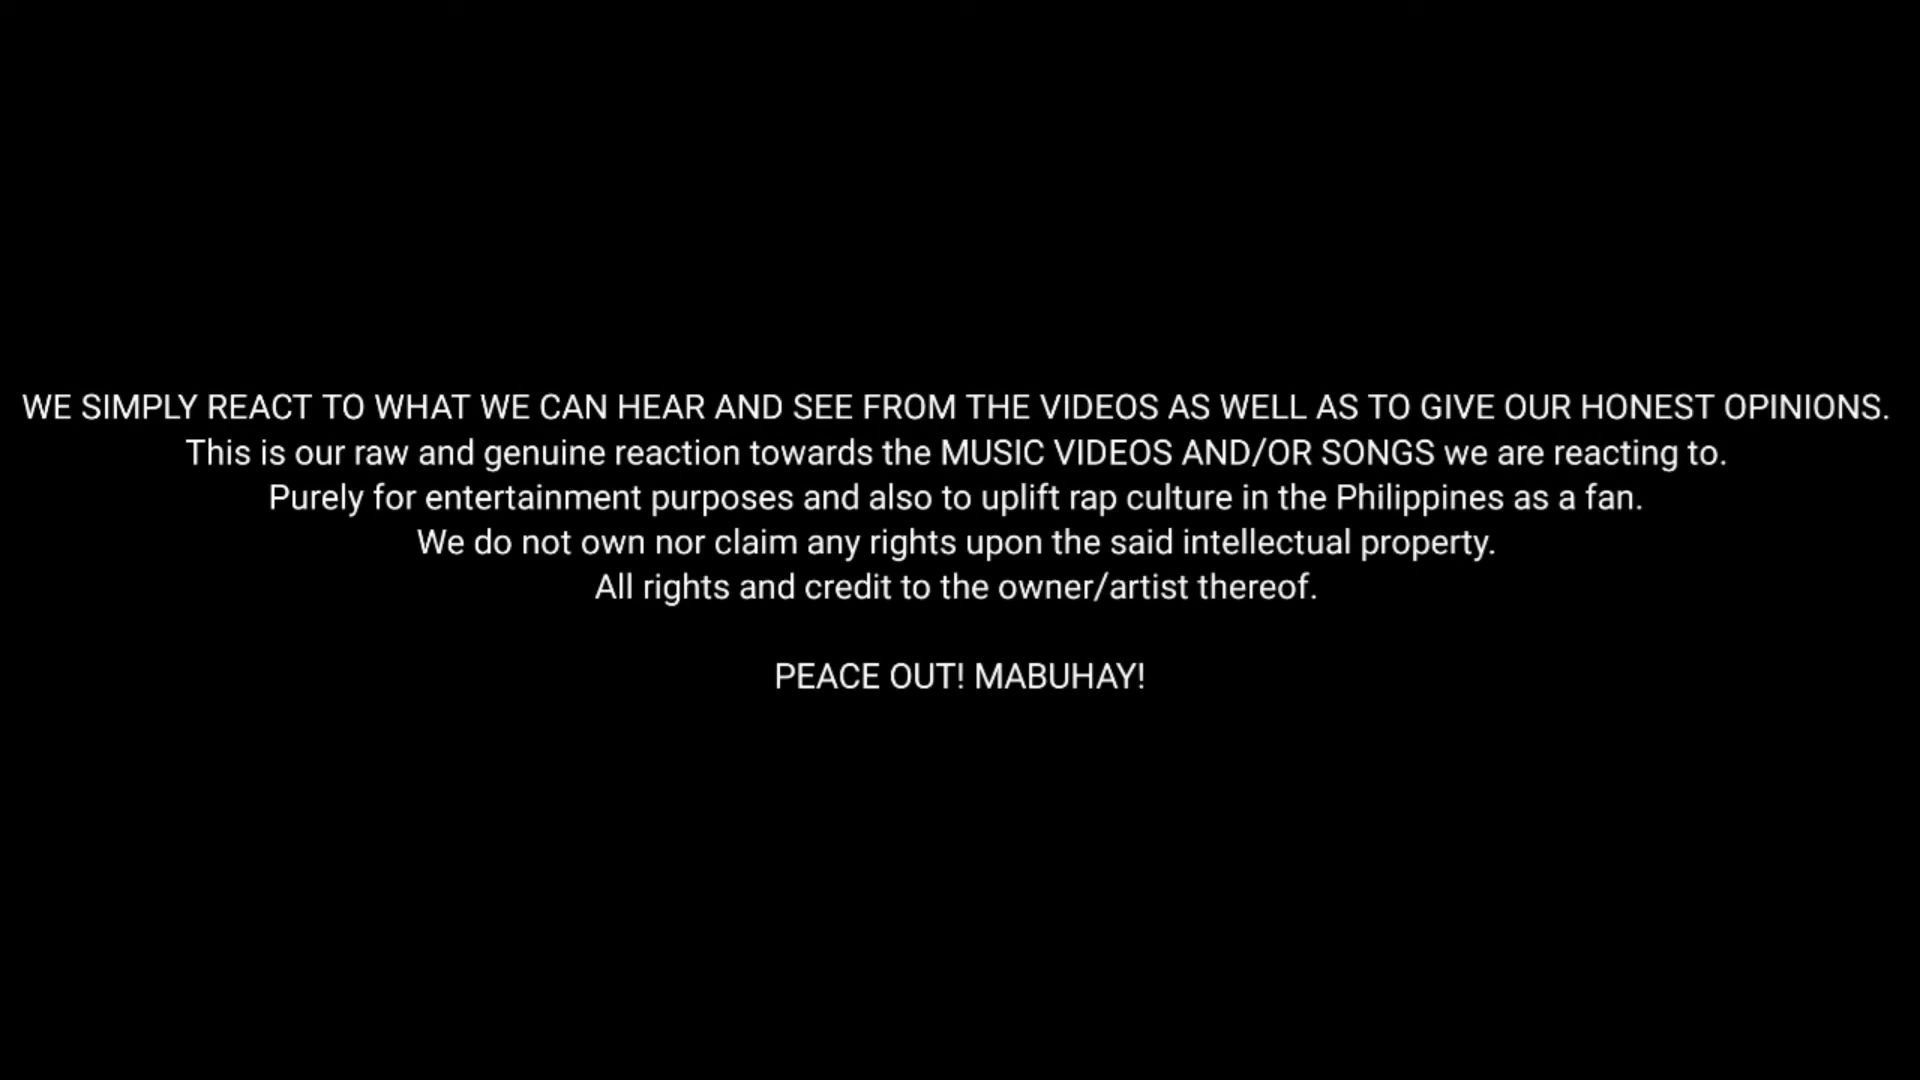 WE SIMPLY REACT TO WHAT WE CAN HEAR AND SEE FROM THE VIDEOS AS WELL AS TO GIVE OUR HONEST OPINIONS.
This is our raw and genuine reaction towards the MUSIC VIDEOS AND/OR SONGS we are reacting to.
Purely for entertainment purposes and also to uplift rap culture in the Philippines as a fan.
We do not own nor claim any rights upon the said intellectual property.
All rights and credit to the owner/artist thereof.
PEACE OUT! MABUHAY!